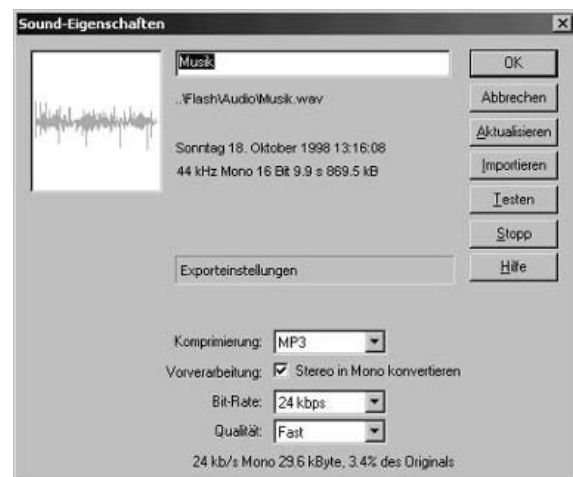 Sound-Eigenschaften
Musik
..\Flash\Audio\Musik.wav
Sonntag 18. Oktober 1998 13:16:08
44 kHz Mono 16 Bit 9.9 s 869.5 kB
Exporteinstellungen
OK
Abbrechen
Aktualisieren
Importieren
Testen
Stopp
Hilfe
Komprimierung: MP3
Vorverarbeitung: Stereo in Mono konvertieren
Bit-Rate: 24 kbps
Qualität: Fast
24 kb/s Mono 29.6 kByte, 3.4% des Originals